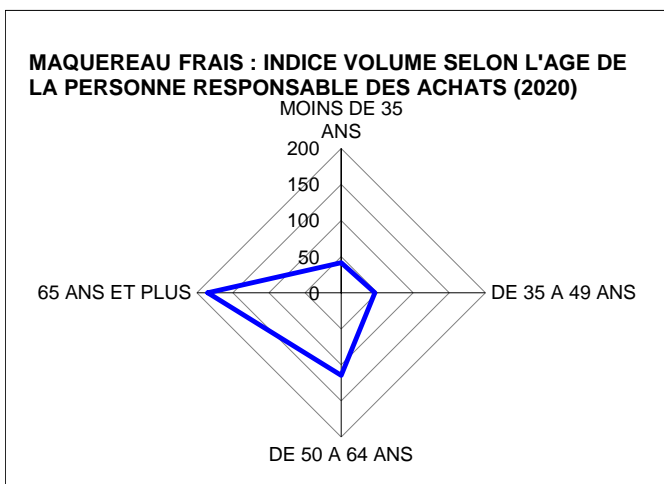 MAQUEREAU FRAIS : INDICE VOLUME SELON L'AGE DE
LA PERSONNE RESPONSABLE DES ACHATS (2020)
MOINS DE 35
ANS
200
150
100
50
0
65 ANS ET PLUS
DE 35 A 49 ANS
DE 50 A 64 ANS